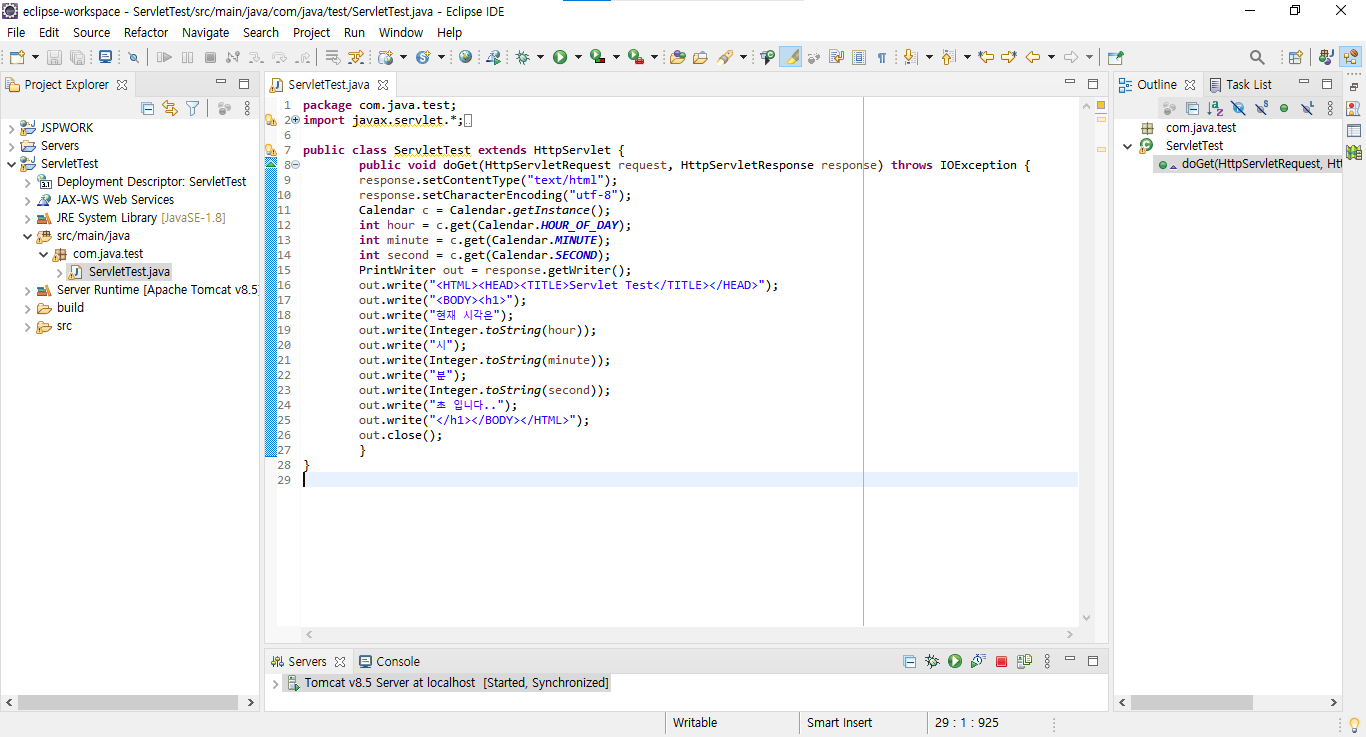 eclipse-workspace - ServletTest/src/main/java/com/java/test/ServletTest.java - Eclipse IDE
File Edit Source Refactor Navigate Search Project Run Window Help
Project Explorer
JSPWORK
Servers
ServletTest
Deployment Descriptor: ServletTest
JAX-WS Web Services
JRE System Library [JavaSE-1.8]
src/main/java
com.java.test
ServletTest.java
Server Runtime [Apache Tomcat v8.5
build
src
ServletTest.java
1 package com.java.test;
2 import javax.servlet.*;
6
7 public class ServletTest extends HttpServlet {
8 public void doGet(HttpServletRequest request, HttpServletResponse response) throws IOException {
9 response.setContentType("text/html");
10 response.setCharacterEncoding("utf-8");
11 Calendar c = Calendar.getInstance();
12 int hour = c.get(Calendar.HOUR_OF_DAY);
13 int minute = c.get(Calendar.MINUTE);
14 int second = c.get(Calendar.SECOND);
15 PrintWriter out = response.getWriter();
16 out.write("<HTML><HEAD><TITLE>Servlet Test</TITLE></HEAD>");
17 out.write("<BODY><h1>");
18 out.write("현재 시각은");
19 out.write(Integer.toString(hour));
20 out.write("시");
21 out.write(Integer.toString(minute));
22 out.write("분");
23 out.write(Integer.toString(second));
24 out.write("초 입니다..");
25 out.write("</h1></BODY></HTML>");
26 out.close();
27 }
28 }
29
Outline Task List
com.java.test
ServletTest
doGet(HttpServletRequest, Htt
Servers Console
Tomcat v8.5 Server at localhost [Started, Synchronized]
Writable Smart Insert 29 : 1 : 925